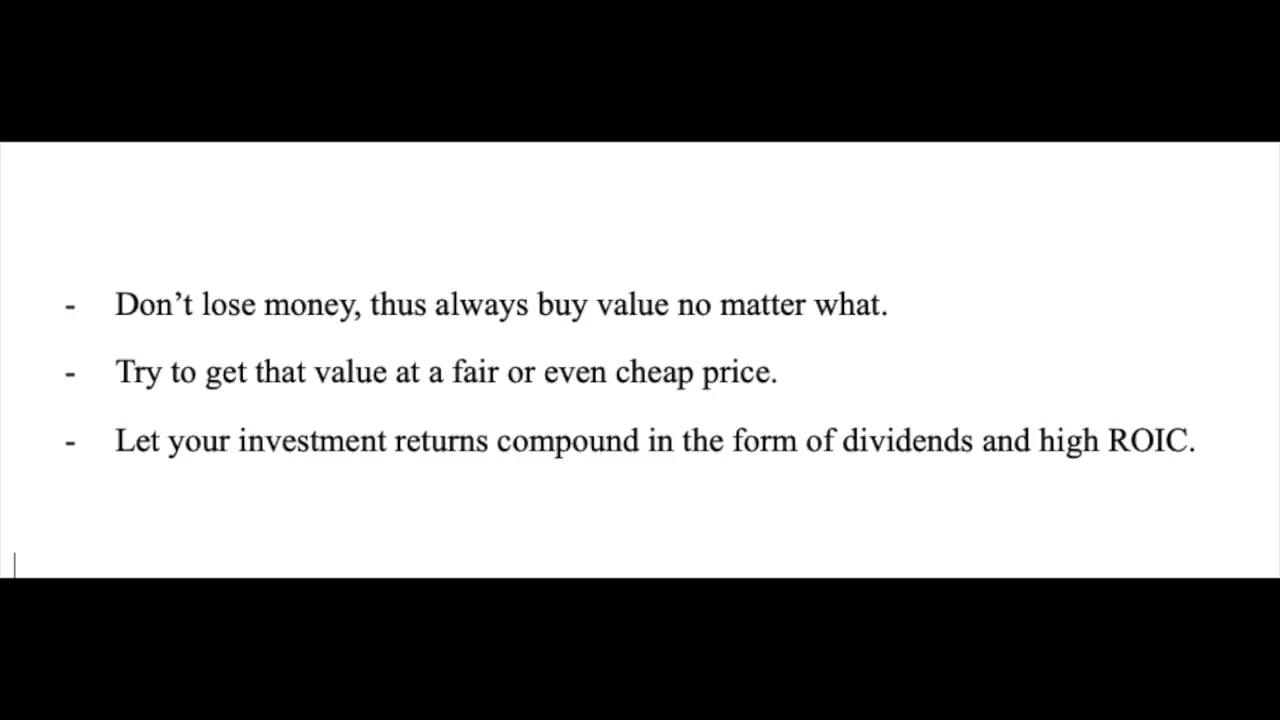 - Don’t lose money, thus always buy value no matter what.
- Try to get that value at a fair or even cheap price.
- Let your investment returns compound in the form of dividends and high ROIC.